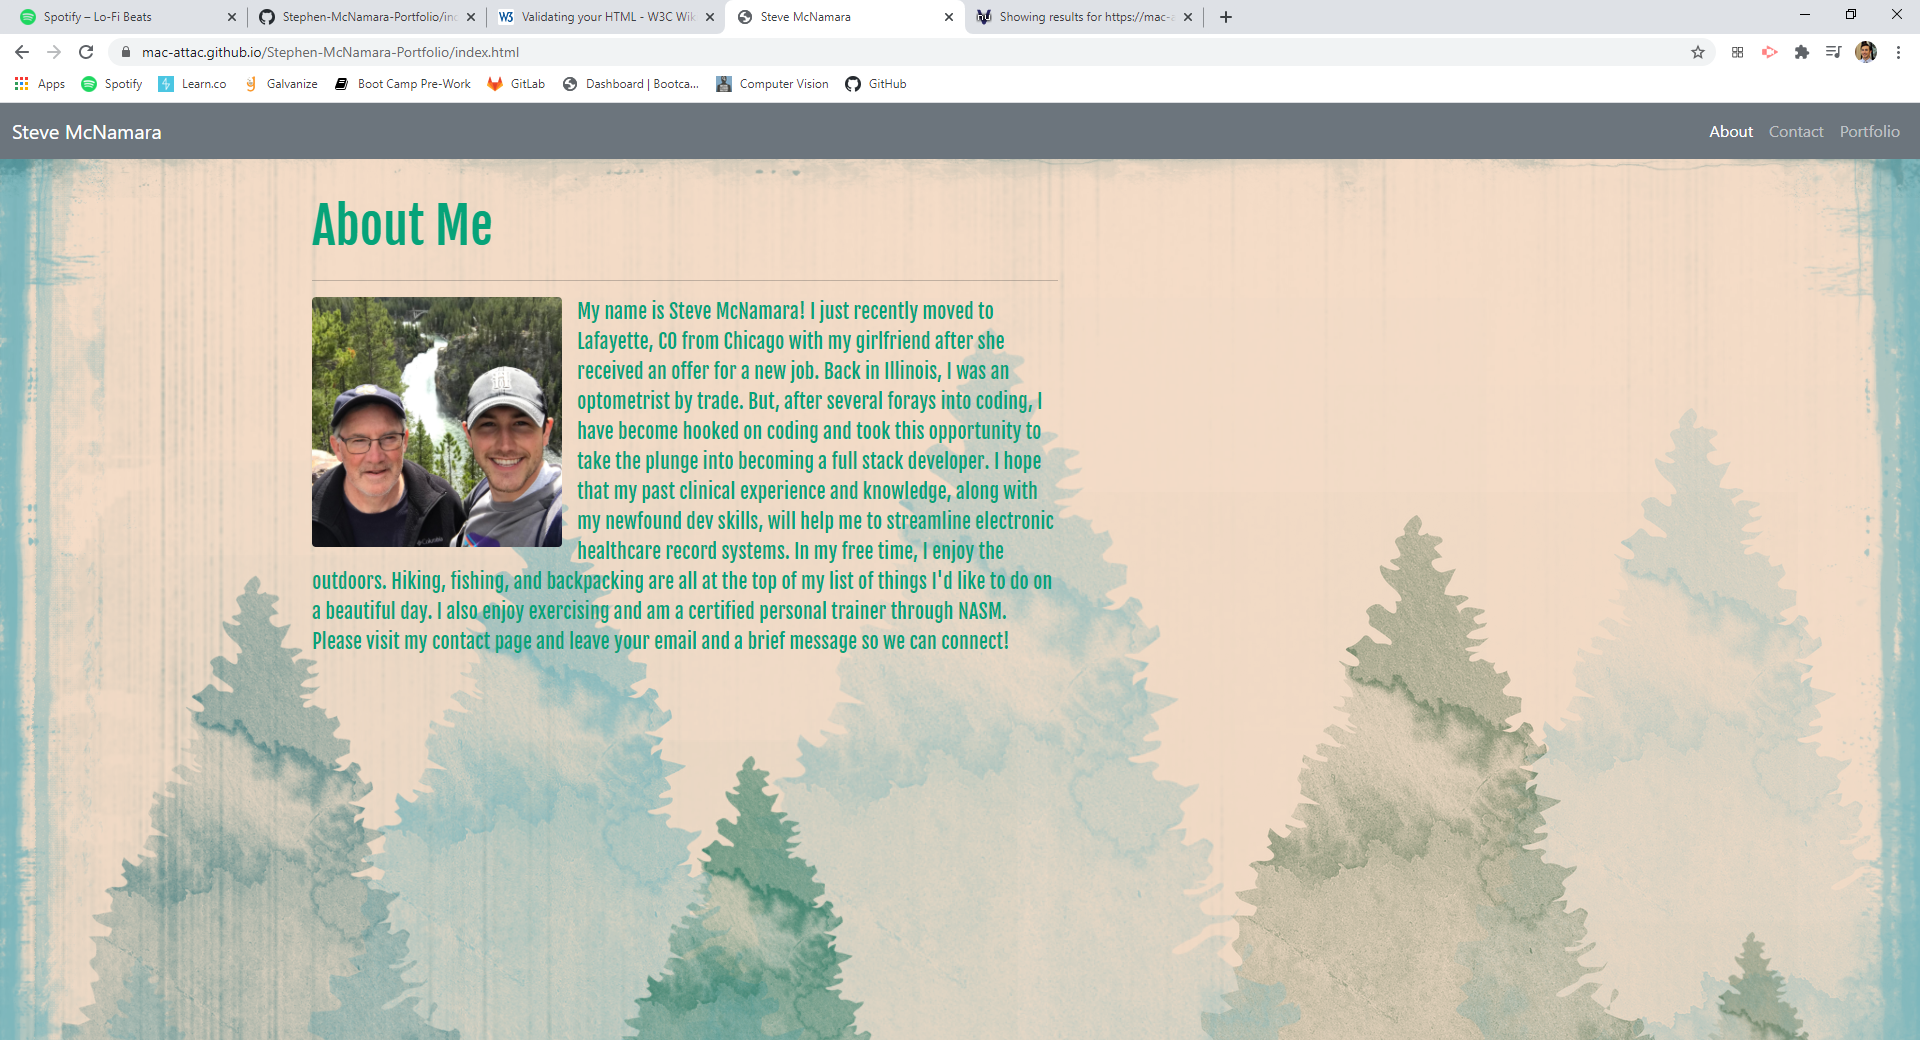 Spotify – Lo-Fi Beats
Stephen-McNamara-Portfolio/inc
W3
Validating your HTML - W3C Wik
Steve McNamara
nu
Showing results for https://mac-a
mac-attac.github.io/Stephen-McNamara-Portfolio/index.html
Apps
Spotify
Learn.co
Galvanize
Boot Camp Pre-Work
GitLab
Dashboard | Bootca...
Computer Vision
GitHub
Steve McNamara
About
Contact
Portfolio
About Me
My name is Steve McNamara! I just recently moved to
Lafayette, CO from Chicago with my girlfriend after she
received an offer for a new job. Back in Illinois, I was an
optometrist by trade. But, after several forays into coding, I
have become hooked on coding and took this opportunity to
take the plunge into becoming a full stack developer. I hope
that my past clinical experience and knowledge, along with
my newfound dev skills, will help me to streamline electronic
healthcare record systems. In my free time, I enjoy the
outdoors. Hiking, fishing, and backpacking are all at the top of my list of things I'd like to do on
a beautiful day. I also enjoy exercising and am a certified personal trainer through NASM.
Please visit my contact page and leave your email and a brief message so we can connect!
Columbia